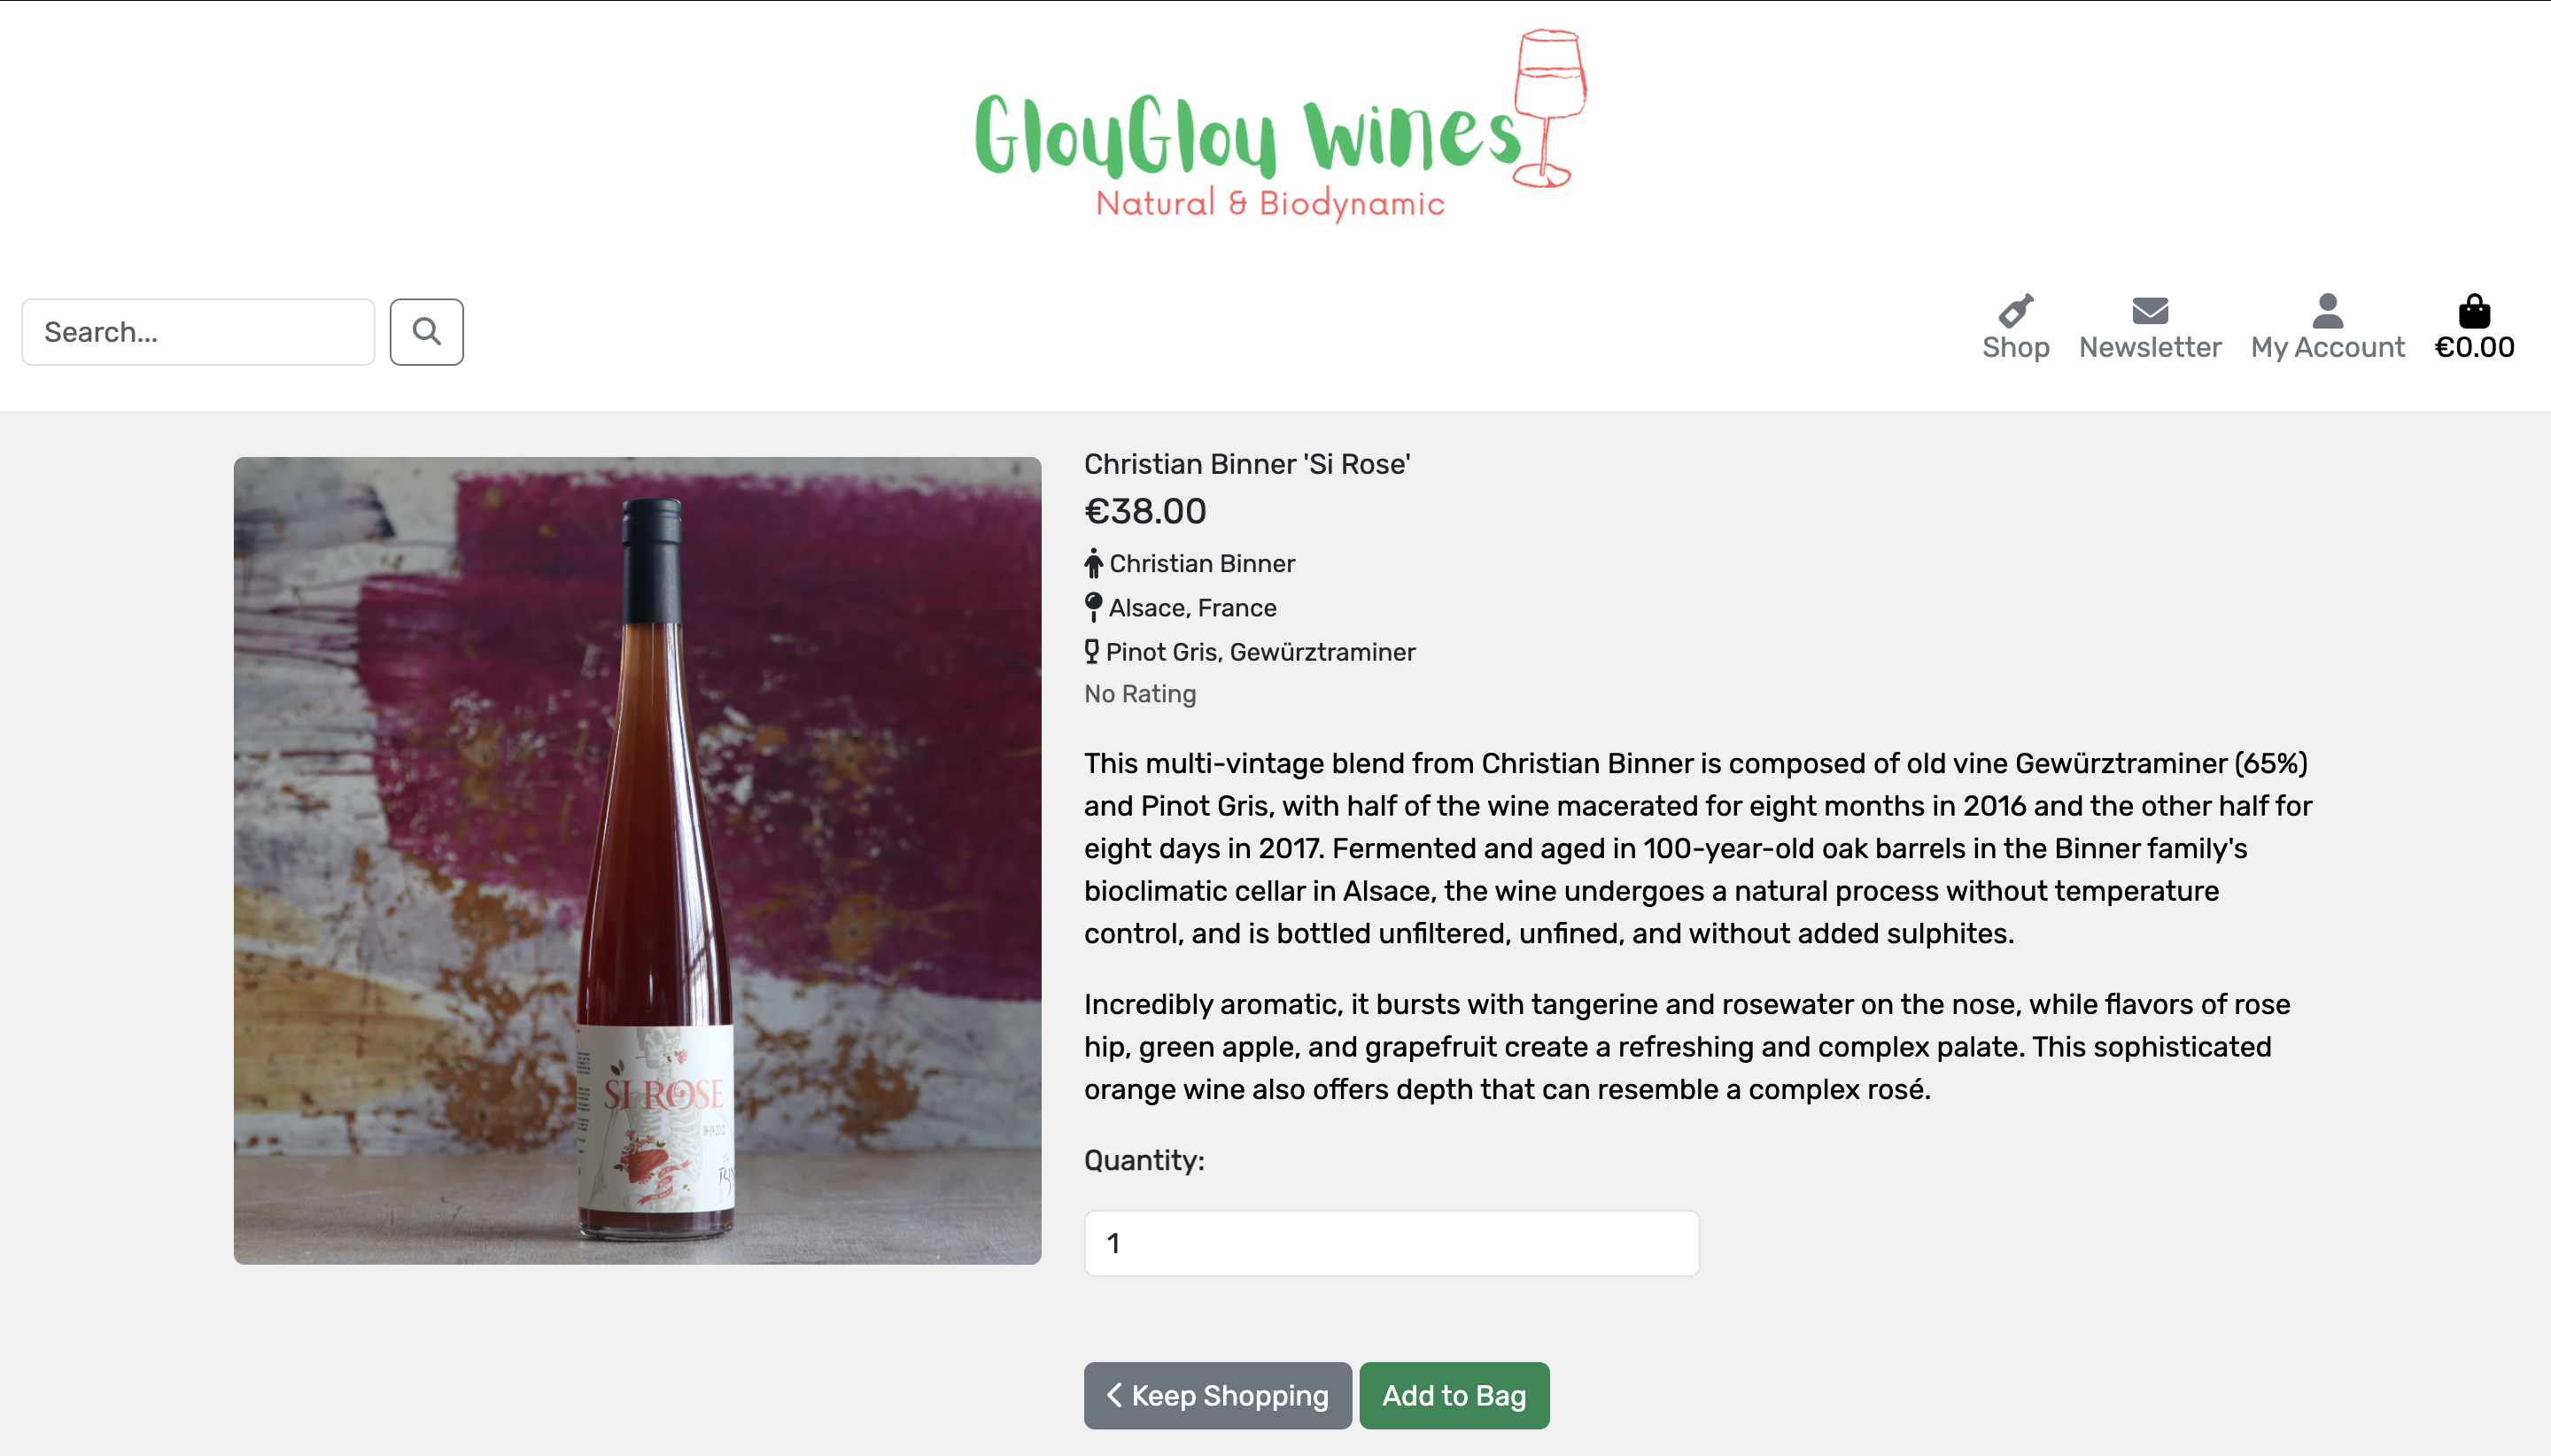 GlouGlou Wines
Natural & Biodynamic
Search...
Shop
Newsletter
My Account
€0.00
Christian Binner 'Si Rose'
€38.00
Christian Binner
Alsace, France
Pinot Gris, Gewürztraminer
No Rating
This multi-vintage blend from Christian Binner is composed of old vine Gewürztraminer (65%)
and Pinot Gris, with half of the wine macerated for eight months in 2016 and the other half for
eight days in 2017. Fermented and aged in 100-year-old oak barrels in the Binner family's
bioclimatic cellar in Alsace, the wine undergoes a natural process without temperature
control, and is bottled unfiltered, unfined, and without added sulphites.
Incredibly aromatic, it bursts with tangerine and rosewater on the nose, while flavors of rose
hip, green apple, and grapefruit create a refreshing and complex palate. This sophisticated
orange wine also offers depth that can resemble a complex rosé.
Quantity:
1
Keep Shopping
Add to Bag
SI ROSE